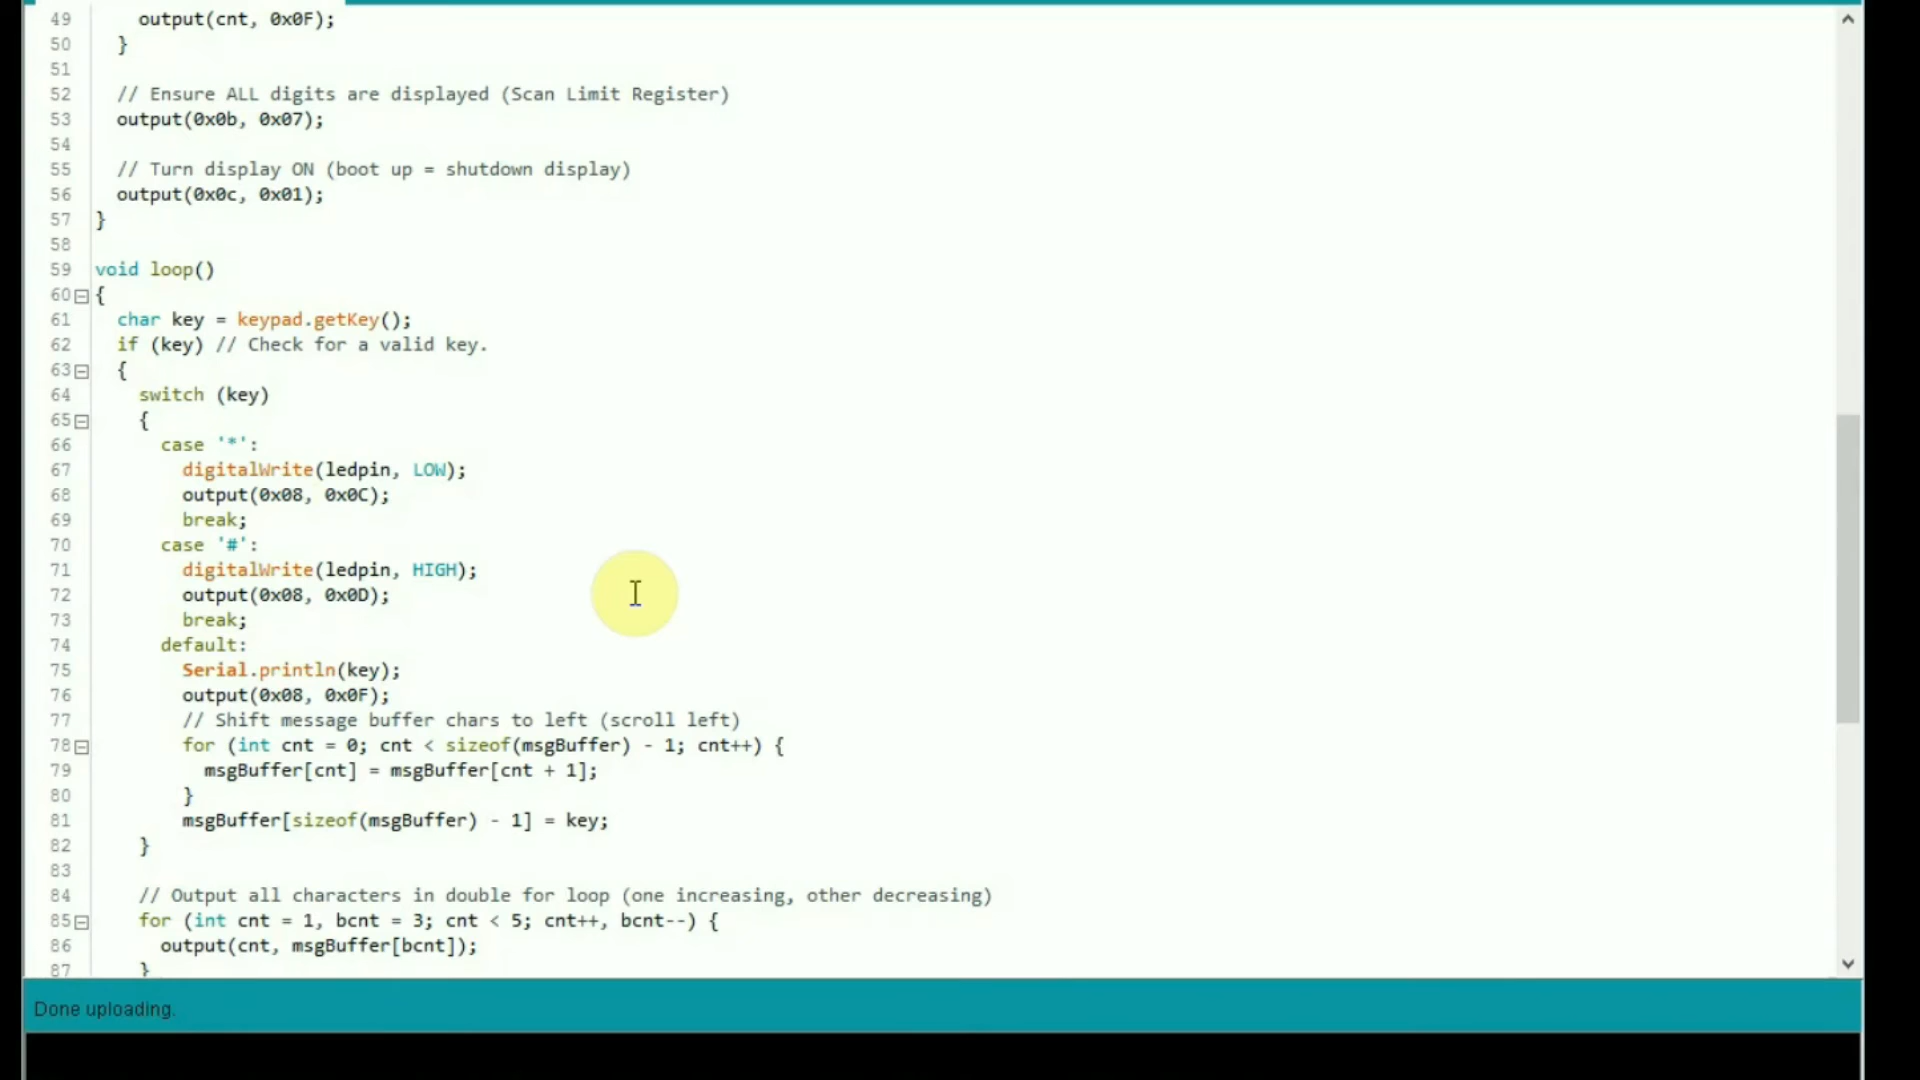 49 output(cnt, 0x0F);
50 }
51
52 // Ensure ALL digits are displayed (Scan Limit Register)
53 output(0x0b, 0x07);
54
55 // Turn display ON (boot up = shutdown display)
56 output(0x0c, 0x01);
57 }
58
59 void loop()
60 {
61 char key = keypad.getKey();
62 if (key) // Check for a valid key.
63 {
64 switch (key)
65 {
66 case '*':
67 digitalWrite(ledpin, LOW);
68 output(0x08, 0x0C);
69 break;
70 case '#':
71 digitalWrite(ledpin, HIGH);
72 output(0x08, 0x0D);
73 break;
74 default:
75 Serial.println(key);
76 output(0x08, 0x0F);
77 // Shift message buffer chars to left (scroll left)
78 for (int cnt = 0; cnt < sizeof(msgBuffer) - 1; cnt++) {
79 msgBuffer[cnt] = msgBuffer[cnt + 1];
80 }
81 msgBuffer[sizeof(msgBuffer) - 1] = key;
82 }
83
84 // Output all characters in double for loop (one increasing, other decreasing)
85 for (int cnt = 1, bcnt = 3; cnt < 5; cnt++, bcnt--) {
86 output(cnt, msgBuffer[bcnt]);
87 }
Done uploading.